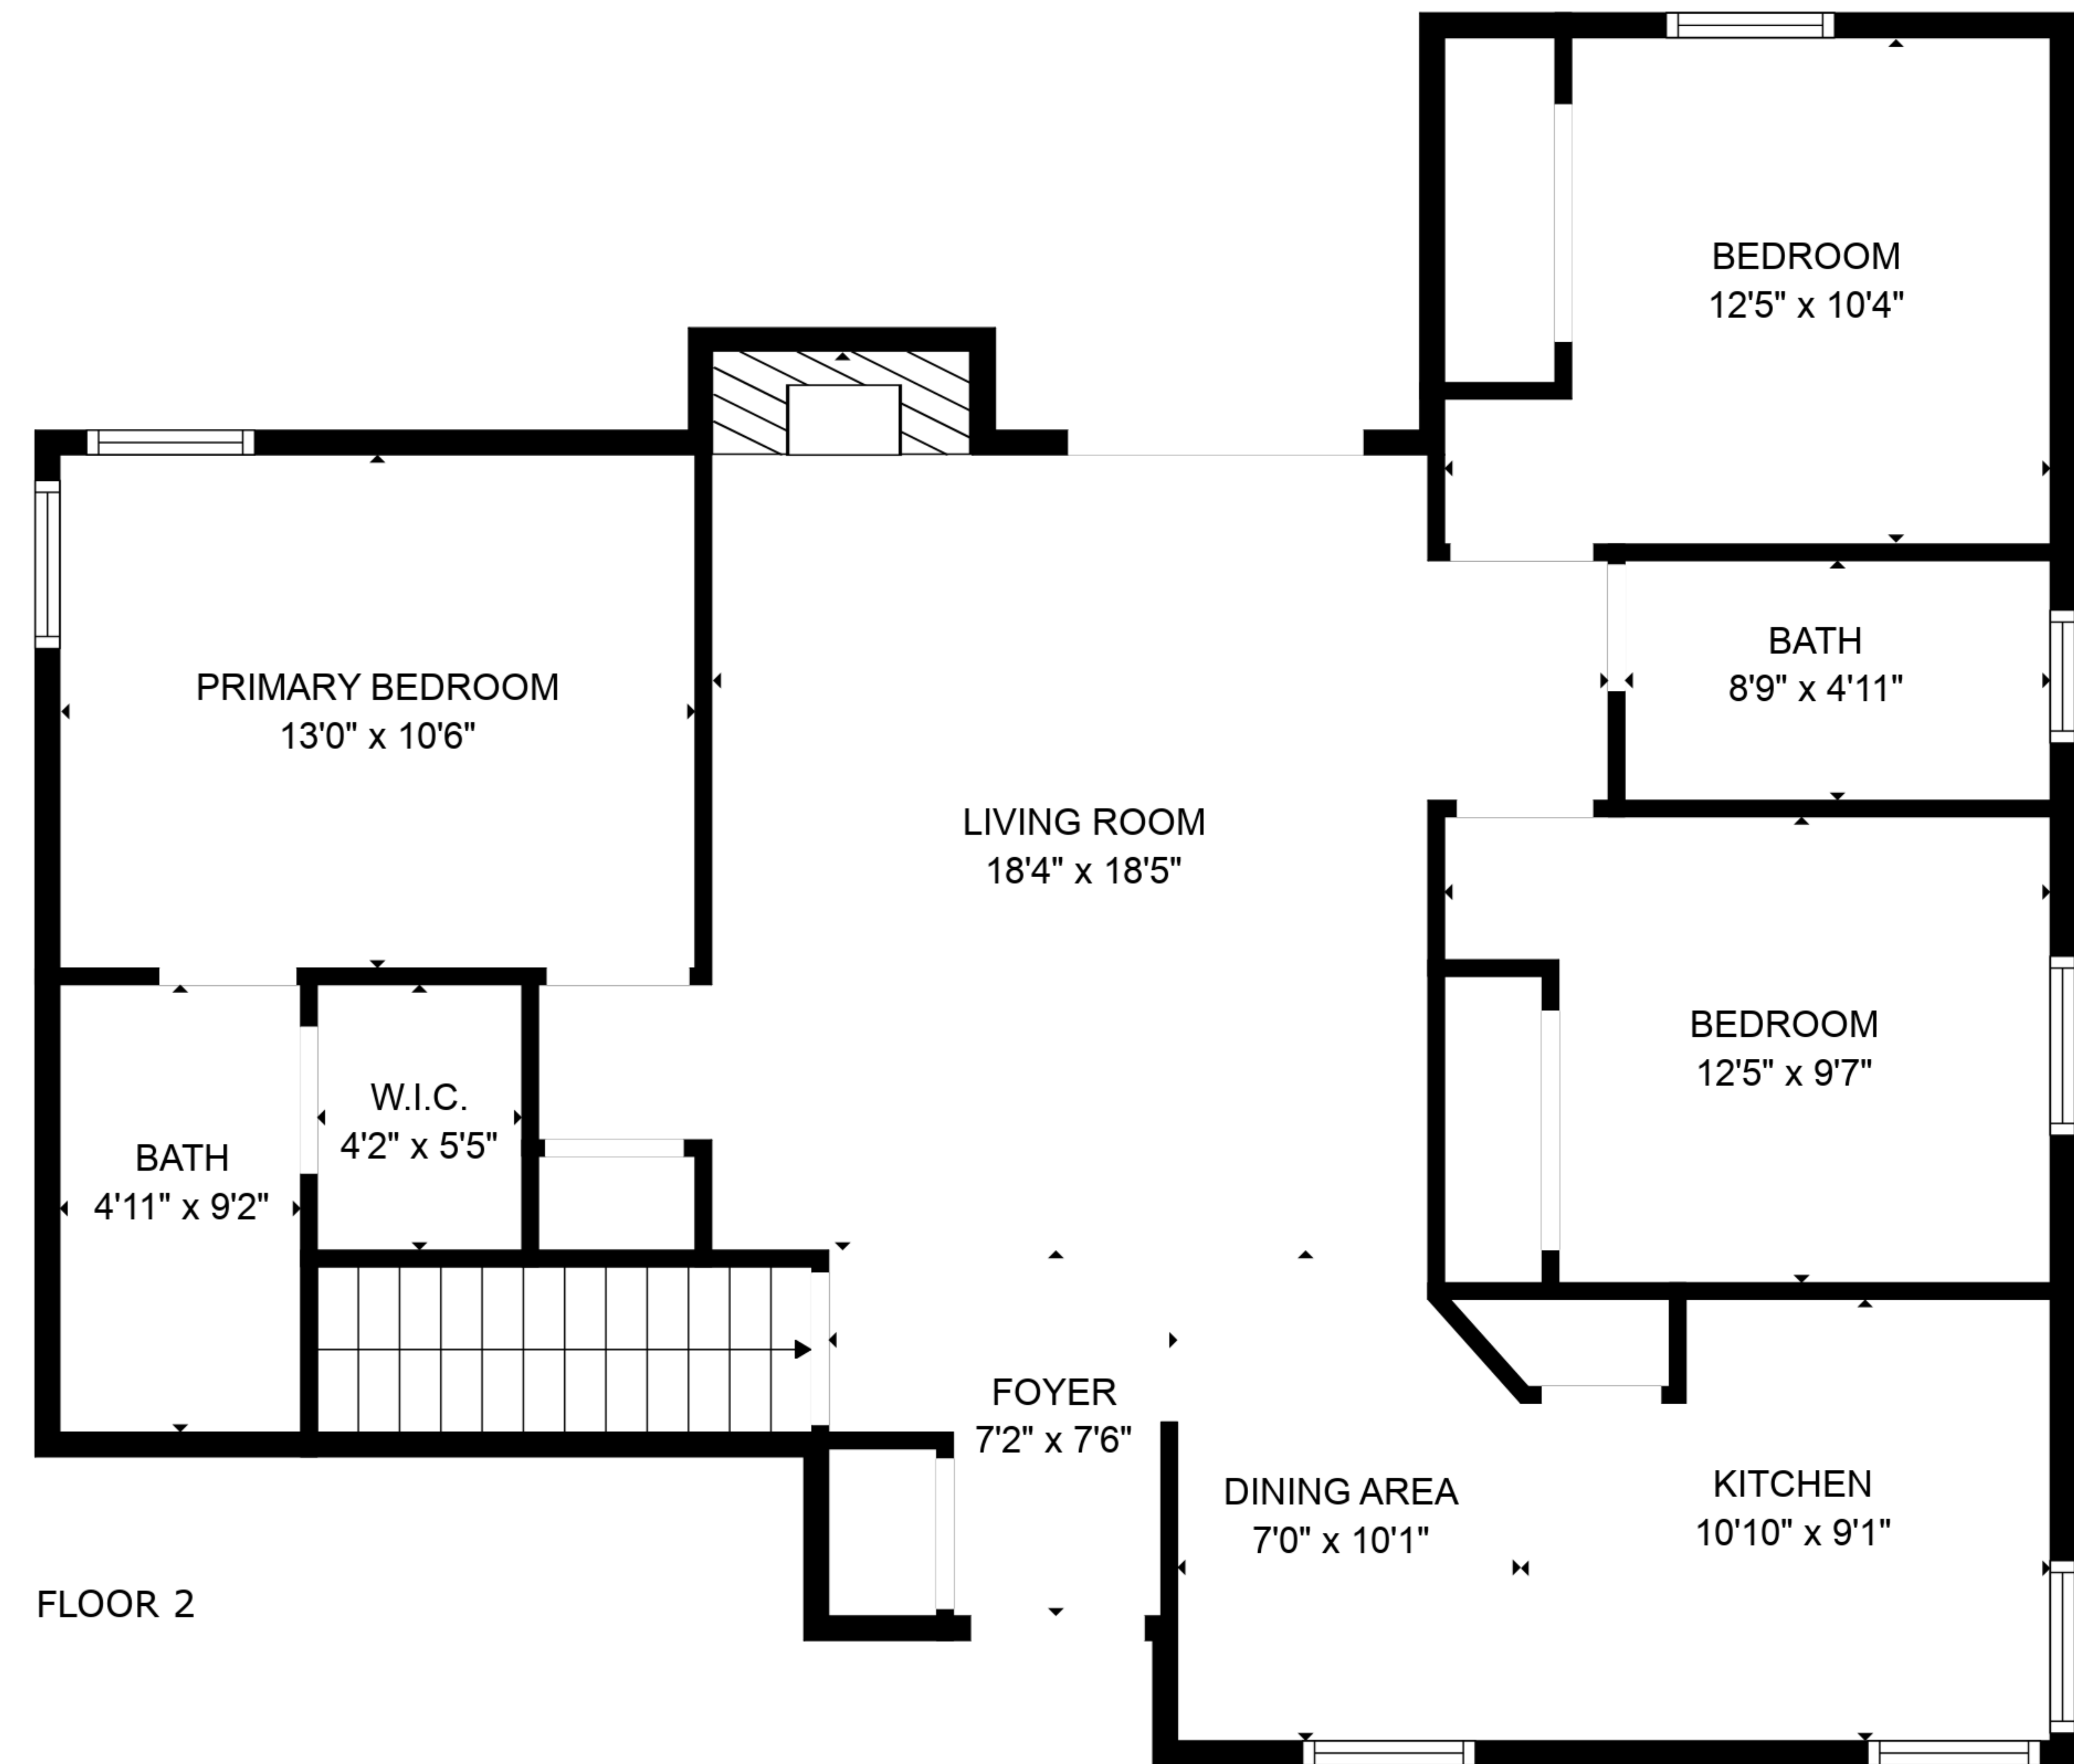 BEDROOM
12'5" x 10'4"
BATH
8'9" x 4'11"
PRIMARY BEDROOM
13'0" x 10'6"
LIVING ROOM
18'4" x 18'5"
BEDROOM
12'5" x 9'7"
W.I.C.
4'2" x 5'5"
BATH
4'11" x 9'2"
FOYER
7'2" x 7'6"
DINING AREA
7'0" x 10'1"
KITCHEN
10'10" x 9'1"
FLOOR 2